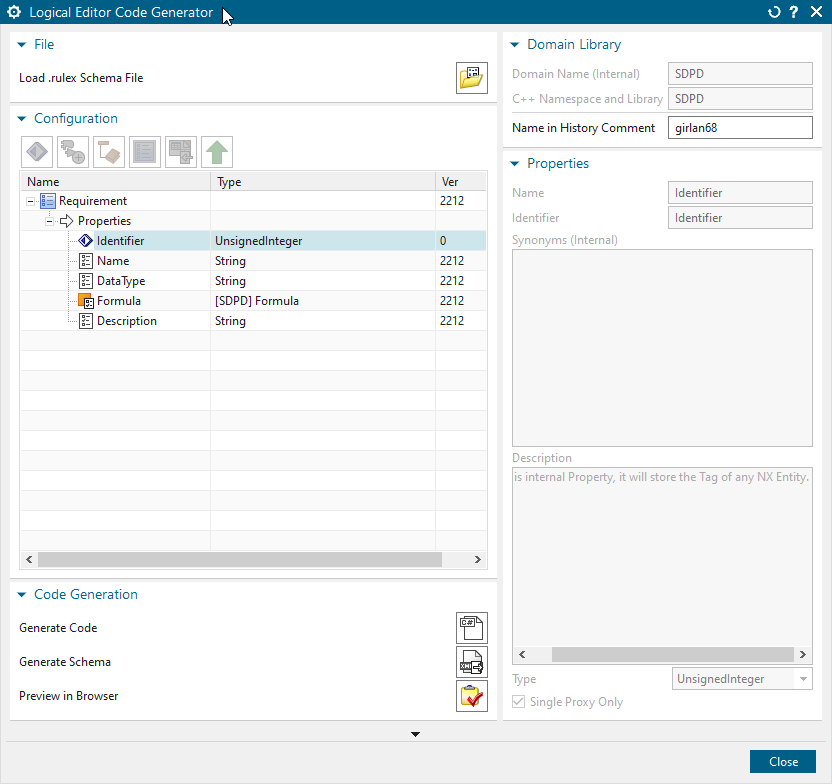 Logical Editor Code Generator
File
Load .rulex Schema File
Configuration
Name Type Ver
Requirement 2212
Properties
Identifier UnsignedInteger 0
Name String 2212
DataType String 2212
Formula [SDPD] Formula 2212
Description String 2212
Code Generation
Generate Code
C#
Generate Schema
Preview in Browser
Domain Library
Domain Name (Internal) SDPD
C++ Namespace and Library SDPD
Name in History Comment girlan68
Properties
Name Identifier
Identifier Identifier
Synonyms (Internal)
Description
is internal Property, it will store the Tag of any NX Entity.
Type UnsignedInteger
Single Proxy Only
Close